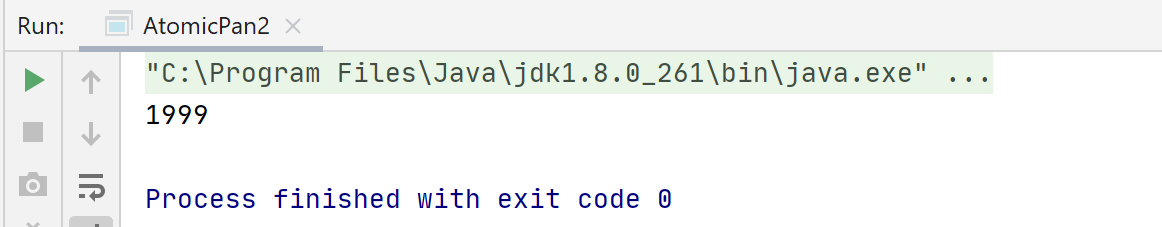 Run: AtomicPan2
"C:\Program Files\Java\jdk1.8.0_261\bin\java.exe" ...
1999
Process finished with exit code 0